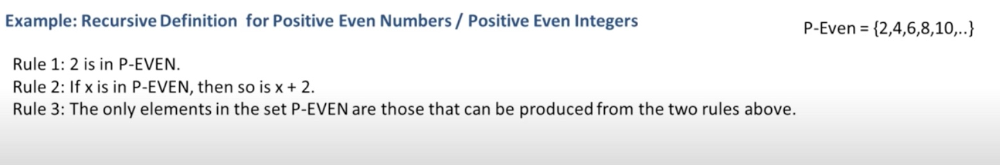 Example: Recursive Definition for Positive Even Numbers / Positive Even Integers
P-Even = {2,4,6,8,10,..}
Rule 1: 2 is in P-EVEN.
Rule 2: If x is in P-EVEN, then so is x + 2.
Rule 3: The only elements in the set P-EVEN are those that can be produced from the two rules above.